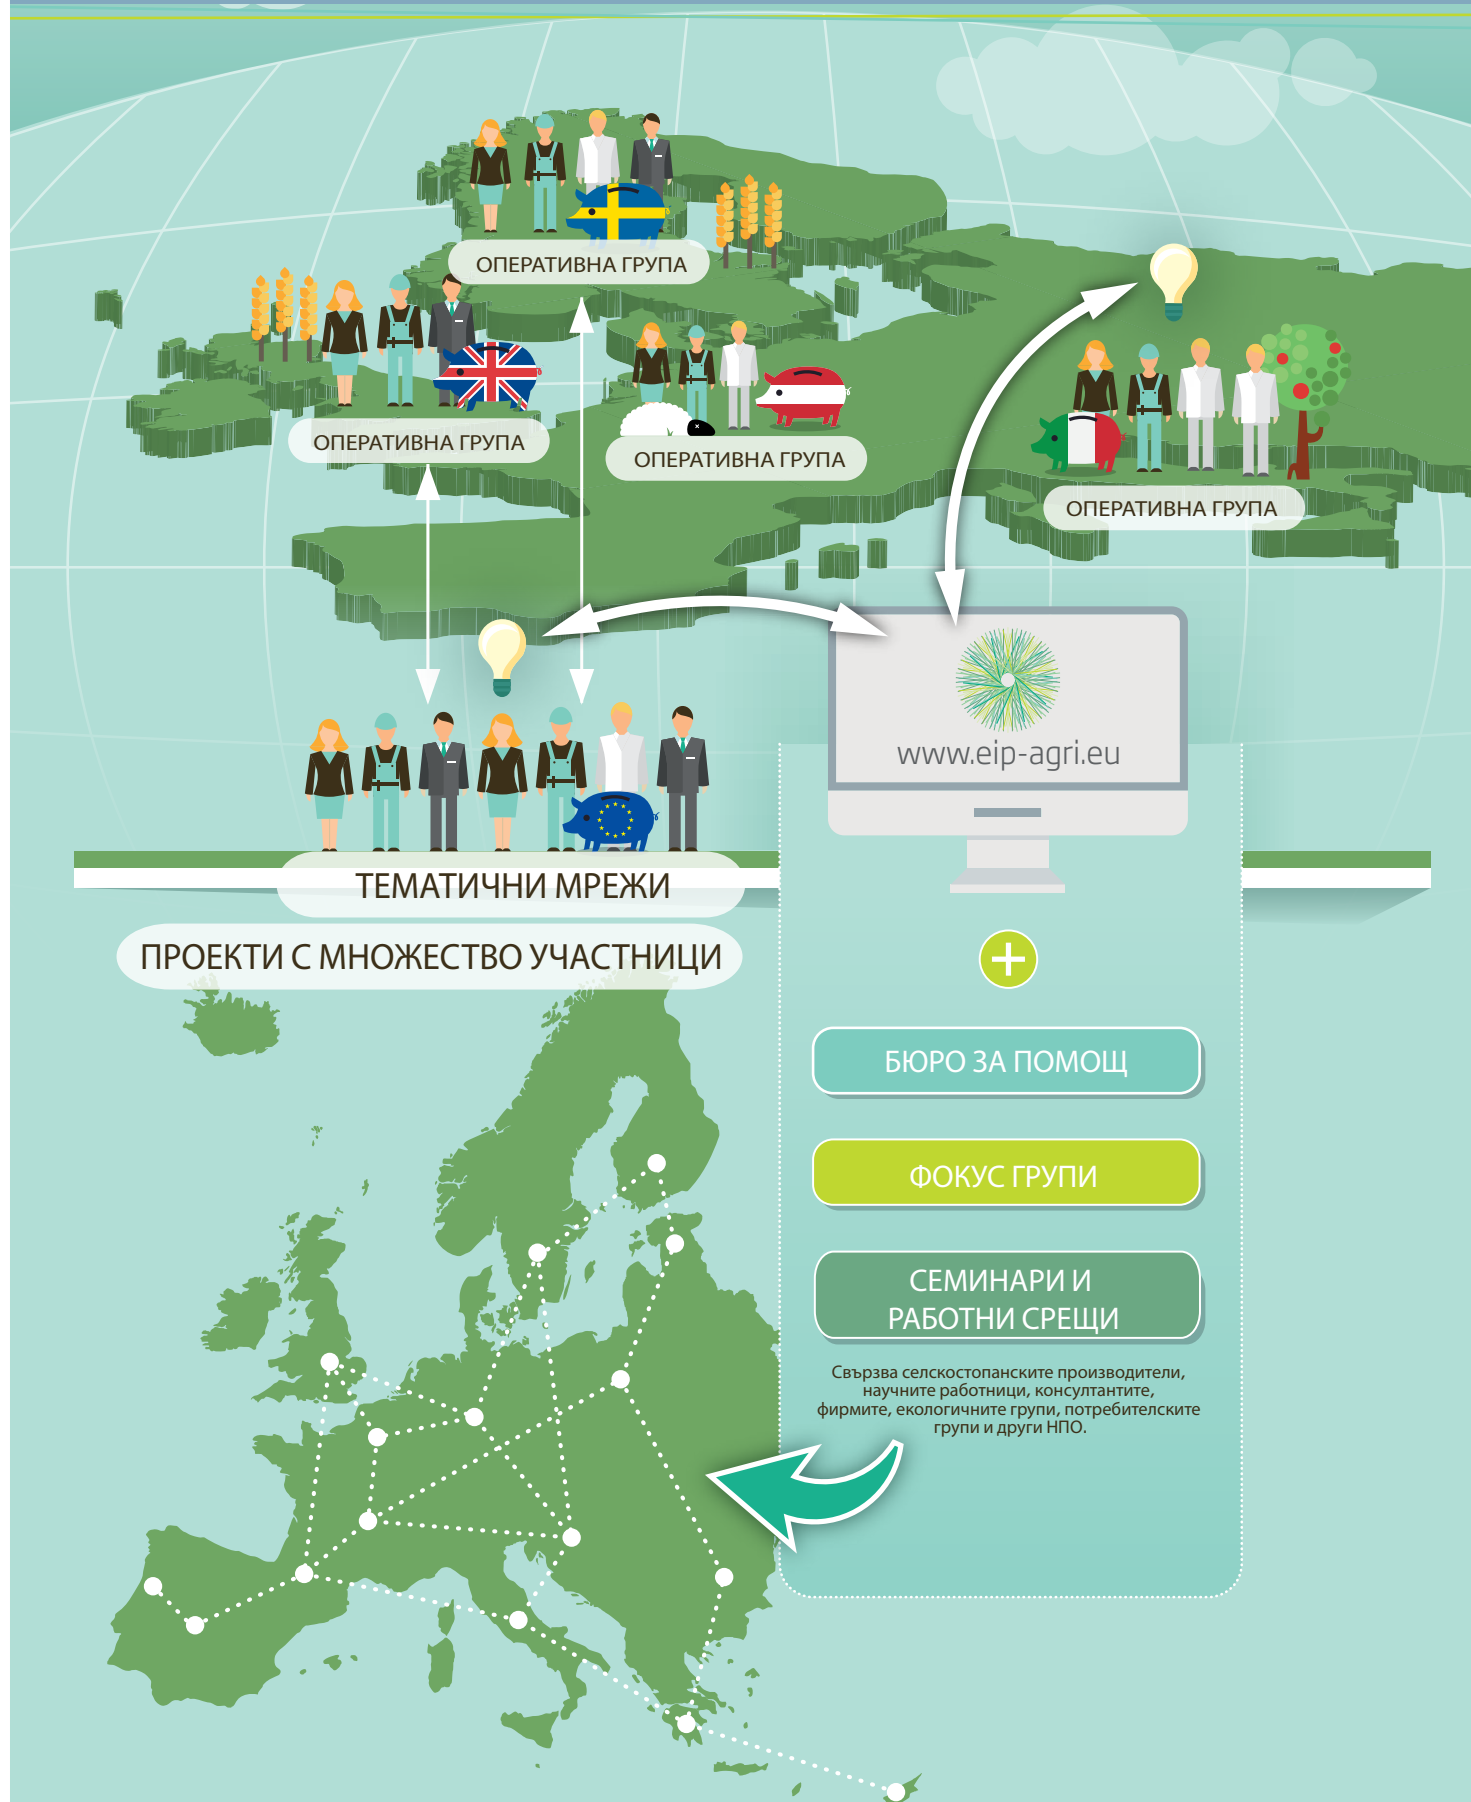 ОПЕРАТИВНА ГРУПА
ОПЕРАТИВНА ГРУПА
ОПЕРАТИВНА ГРУПА
ОПЕРАТИВНА ГРУПА
www.eip-agri.eu
ТЕМАТИЧНИ МРЕЖИ
ПРОЕКТИ С МНОЖЕСТВО УЧАСТНИЦИ
БЮРО ЗА ПОМОЩ
ФОКУС ГРУПИ
СЕМИНАРИ И
РАБОТНИ СРЕЩИ
Свързва селскостопанските производители,
научните работници, консултантите,
фирмите, екологичните групи, потребителските
групи и други НПО.